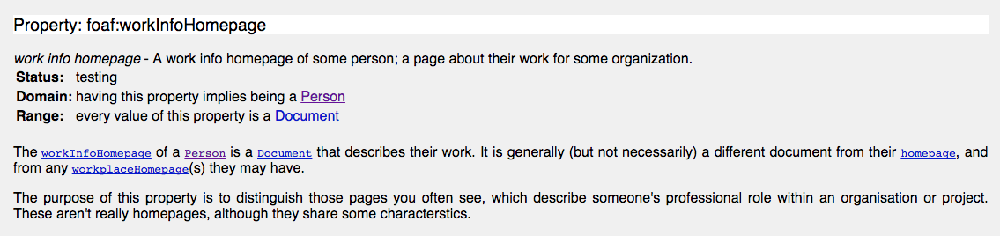 Property: foaf:workInfoHomepage
work info homepage - A work info homepage of some person; a page about their work for some organization.
Status: testing
Domain: having this property implies being a Person
Range: every value of this property is a Document
The workInfoHomepage of a Person is a Document that describes their work. It is generally (but not necessarily) a different document from their homepage, and
from any workplaceHomepage(s) they may have.
The purpose of this property is to distinguish those pages you often see, which describe someone's professional role within an organisation or project.
These aren't really homepages, although they share some characterstics.